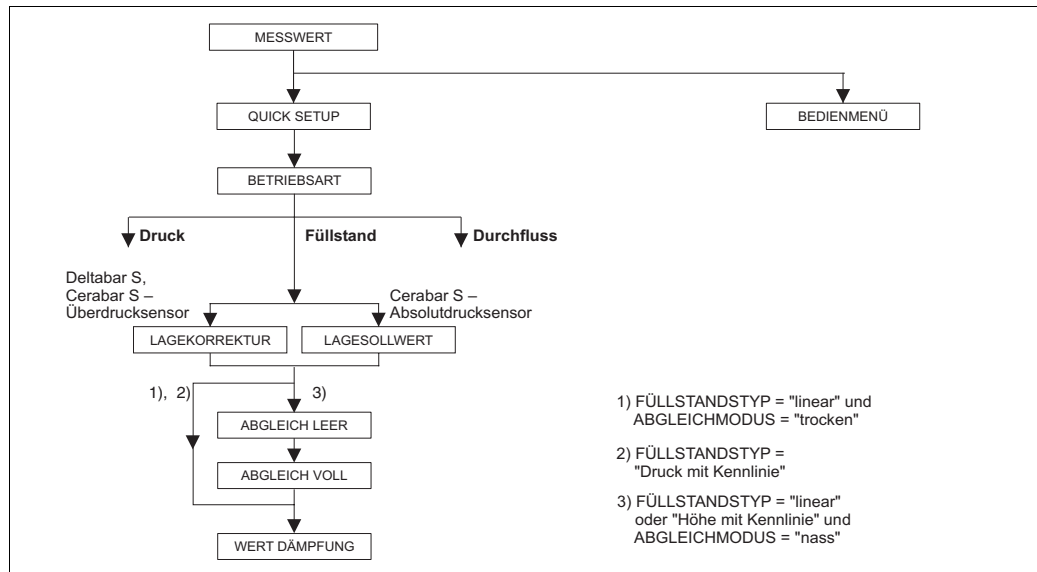 MESSWERT
QUICK SETUP
BEDIENMENÜ
BETRIEBSART
Druck
Füllstand
Durchfluss
Deltabar S,
Cerabar S –
Überdrucksensor
Cerabar S –
Absolutdrucksensor
LAGEKORREKTUR
LAGESOLLWERT
1), 2)
3)
ABGLEICH LEER
ABGLEICH VOLL
WERT DÄMPFUNG
1) FÜLLSTANDSTYP = "linear" und
ABGLEICHMODUS = "trocken"
2) FÜLLSTANDSTYP =
"Druck mit Kennlinie"
3) FÜLLSTANDSTYP = "linear"
oder "Höhe mit Kennlinie" und
ABGLEICHMODUS = "nass"